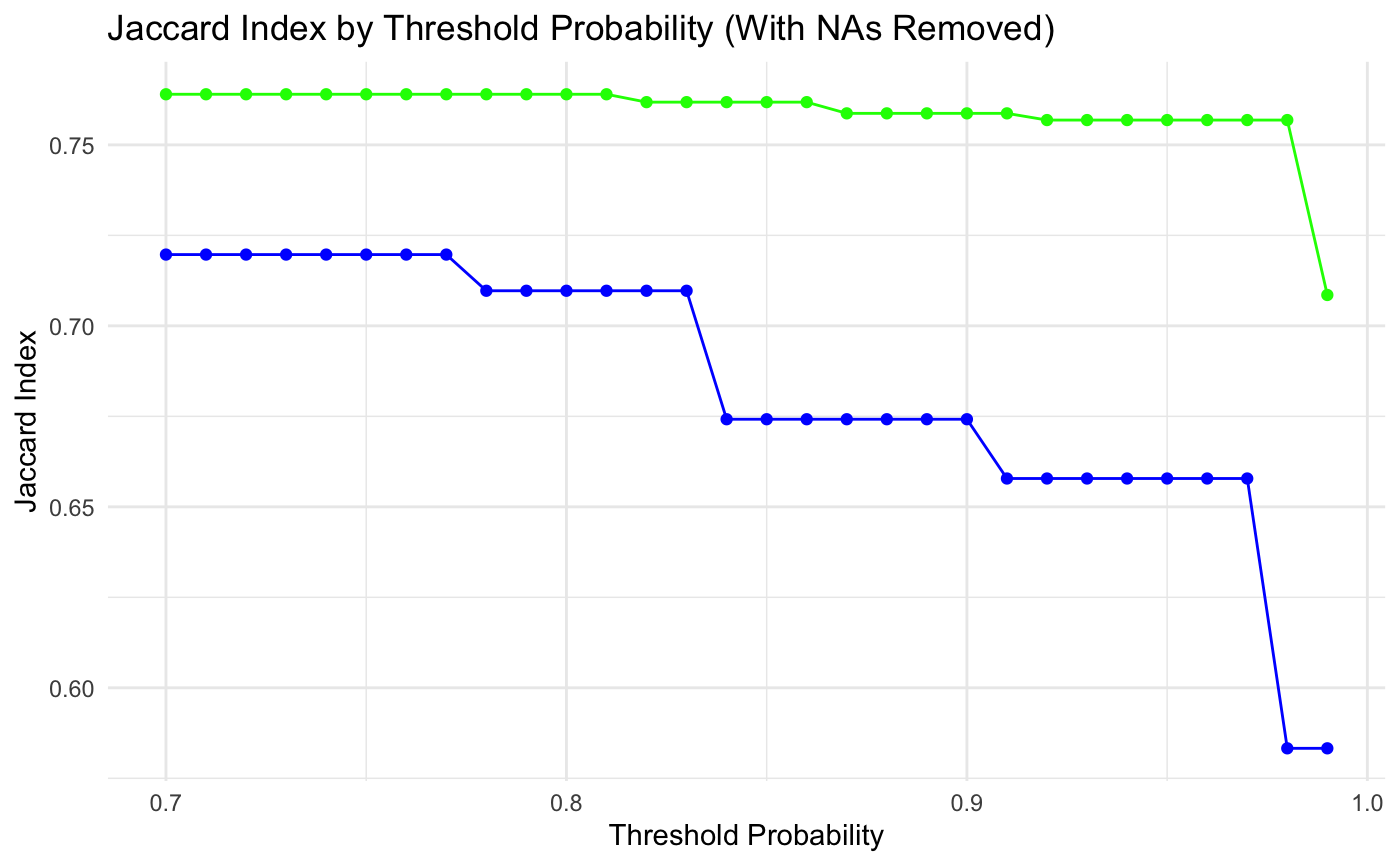 Jaccard Index by Threshold Probability (With NAs Removed)
Jaccard Index
0.75
0.70
0.65
0.60
0.7
0.8
0.9
1.0
Threshold Probability